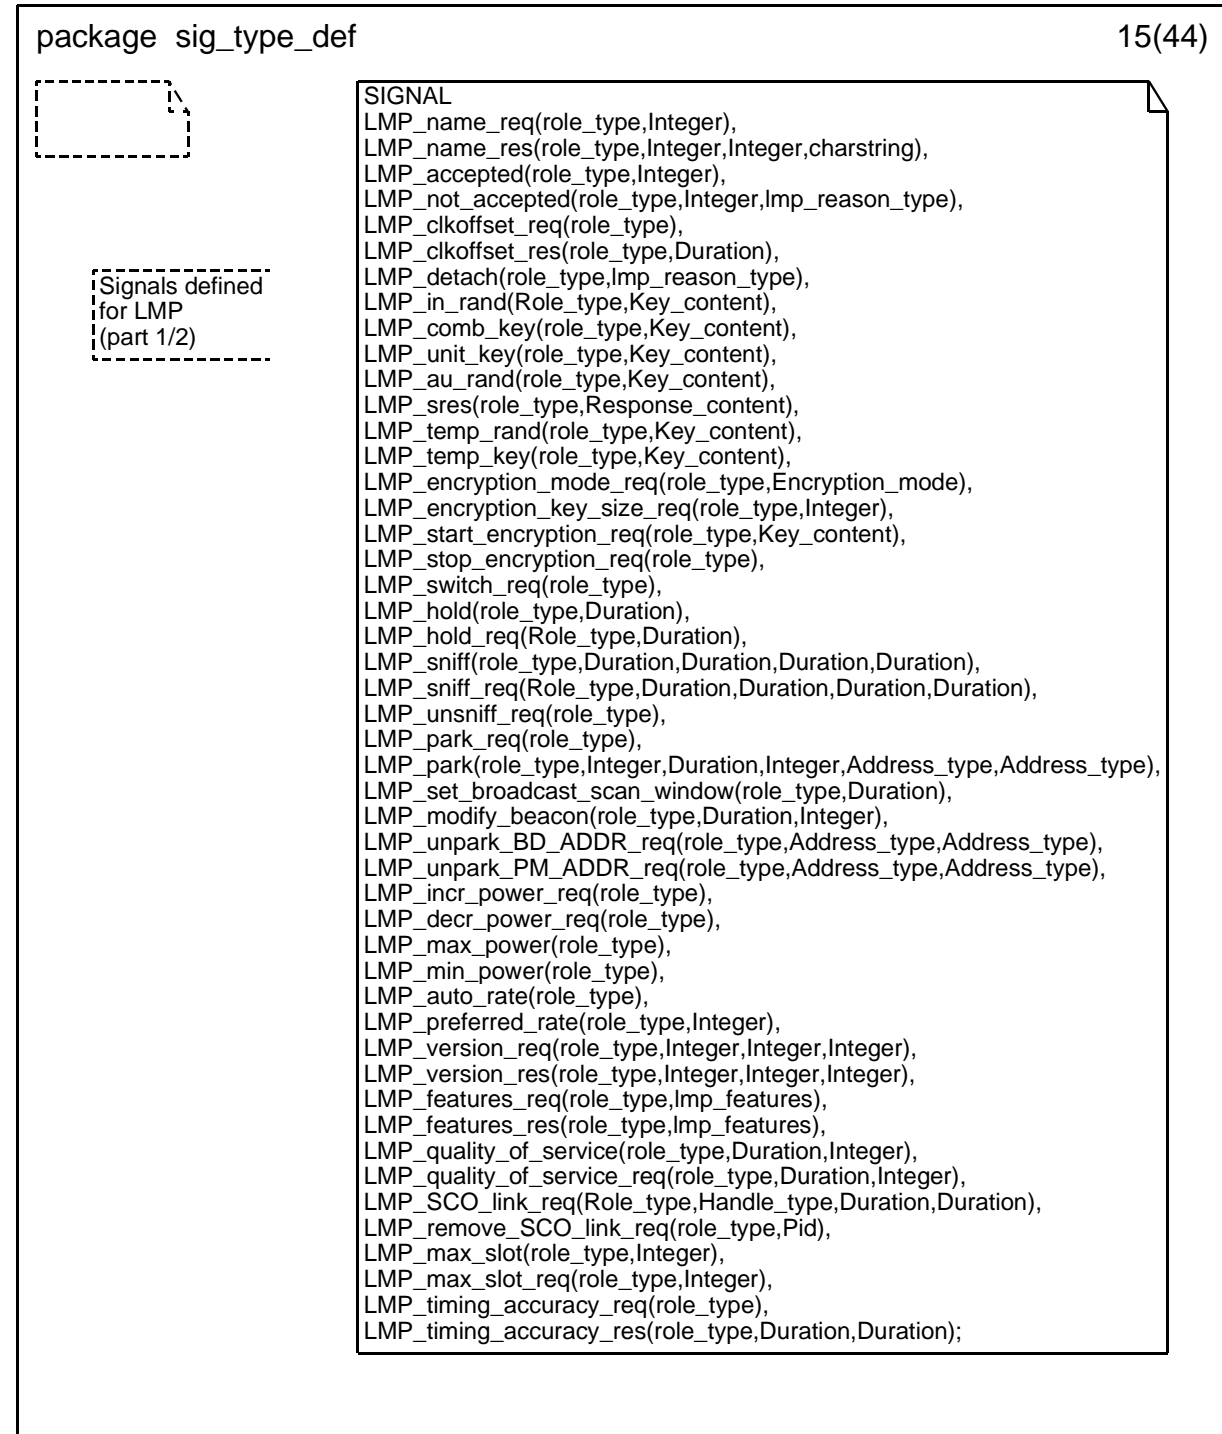 package sig_type_def
15(44)
Signals defined
for LMP
(part 1/2)
SIGNAL
LMP_name_req(role_type,Integer),
LMP_name_res(role_type,Integer,Integer,charstring),
LMP_accepted(role_type,Integer),
LMP_not_accepted(role_type,Integer,lmp_reason_type),
LMP_clkoffset_req(role_type),
LMP_clkoffset_res(role_type,Duration),
LMP_detach(role_type,lmp_reason_type),
LMP_in_rand(Role_type,Key_content),
LMP_comb_key(role_type,Key_content),
LMP_unit_key(role_type,Key_content),
LMP_au_rand(role_type,Key_content),
LMP_sres(role_type,Response_content),
LMP_temp_rand(role_type,Key_content),
LMP_temp_key(role_type,Key_content),
LMP_encryption_mode_req(role_type,Encryption_mode),
LMP_encryption_key_size_req(role_type,Integer),
LMP_start_encryption_req(role_type,Key_content),
LMP_stop_encryption_req(role_type),
LMP_switch_req(role_type),
LMP_hold(role_type,Duration),
LMP_hold_req(Role_type,Duration),
LMP_sniff(role_type,Duration,Duration,Duration,Duration),
LMP_sniff_req(Role_type,Duration,Duration,Duration,Duration),
LMP_unsniff_req(role_type),
LMP_park_req(role_type),
LMP_park(role_type,Integer,Duration,Integer,Address_type,Address_type),
LMP_set_broadcast_scan_window(role_type,Duration),
LMP_modify_beacon(role_type,Duration,Integer),
LMP_unpark_BD_ADDR_req(role_type,Address_type,Address_type),
LMP_unpark_PM_ADDR_req(role_type,Address_type,Address_type),
LMP_incr_power_req(role_type),
LMP_decr_power_req(role_type),
LMP_max_power(role_type),
LMP_min_power(role_type),
LMP_auto_rate(role_type),
LMP_preferred_rate(role_type,Integer),
LMP_version_req(role_type,Integer,Integer,Integer),
LMP_version_res(role_type,Integer,Integer,Integer),
LMP_features_req(role_type,lmp_features),
LMP_features_res(role_type,lmp_features),
LMP_quality_of_service(role_type,Duration,Integer),
LMP_quality_of_service_req(role_type,Duration,Integer),
LMP_SCO_link_req(Role_type,Handle_type,Duration,Duration),
LMP_remove_SCO_link_req(role_type,Pid),
LMP_max_slot(role_type,Integer),
LMP_max_slot_req(role_type,Integer),
LMP_timing_accuracy_req(role_type),
LMP_timing_accuracy_res(role_type,Duration,Duration);